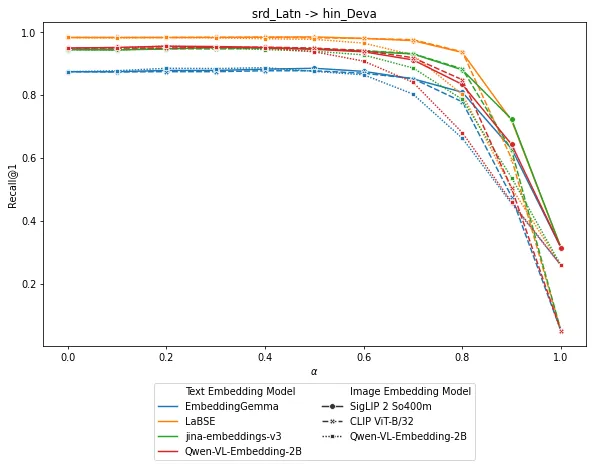 srd_Latn -> hin_Deva
Recall@1
1.0
0.8
0.6
0.4
0.2
0.0 0.2 0.4 0.6 0.8 1.0
α
Text Embedding Model Image Embedding Model
EmbeddingGemma SigLIP 2 So400m
LaBSE CLIP ViT-B/32
jina-embeddings-v3 Qwen-VL-Embedding-2B
Qwen-VL-Embedding-2B